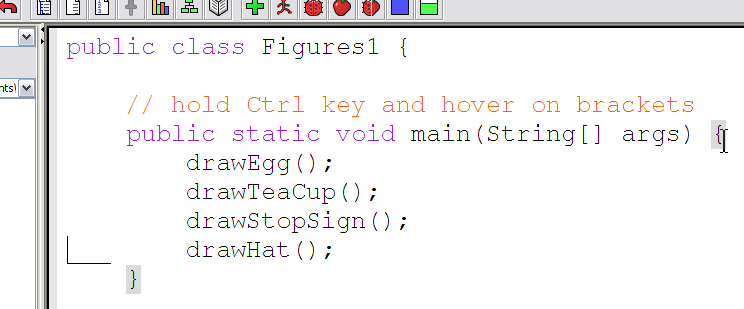 nts\
public class Figures1 {
// hold Ctrl key and hover on brackets
public static void main(String[] args) {
drawEgg();
drawTeaCup();
drawStopSign();
drawHat();
}